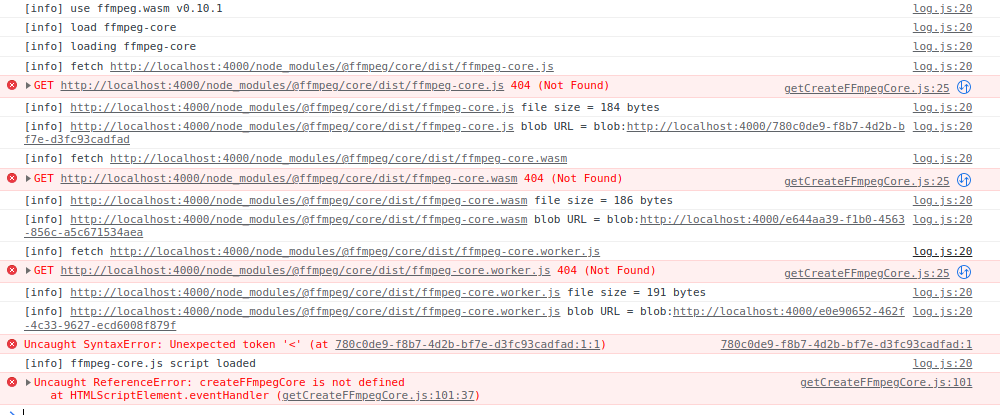 [info] use ffmpeg.wasm v0.10.1 log.js:20
[info] load ffmpeg-core log.js:20
[info] loading ffmpeg-core log.js:20
[info] fetch http://localhost:4000/node_modules/@ffmpeg/core/dist/ffmpeg-core.js log.js:20
GET http://localhost:4000/node_modules/@ffmpeg/core/dist/ffmpeg-core.js 404 (Not Found) getCreateFFmpegCore.js:25
[info] http://localhost:4000/node_modules/@ffmpeg/core/dist/ffmpeg-core.js file size = 184 bytes log.js:20
[info] http://localhost:4000/node_modules/@ffmpeg/core/dist/ffmpeg-core.js blob URL = blob:http://localhost:4000/780c0de9-f8b7-4d2b-b log.js:20
f7e-d3fc93cadfad
[info] fetch http://localhost:4000/node_modules/@ffmpeg/core/dist/ffmpeg-core.wasm log.js:20
GET http://localhost:4000/node_modules/@ffmpeg/core/dist/ffmpeg-core.wasm 404 (Not Found) getCreateFFmpegCore.js:25
[info] http://localhost:4000/node_modules/@ffmpeg/core/dist/ffmpeg-core.wasm file size = 186 bytes log.js:20
[info] http://localhost:4000/node_modules/@ffmpeg/core/dist/ffmpeg-core.wasm blob URL = blob:http://localhost:4000/e644aa39-f1b0-4563 log.js:20
-856c-a5c671534aea
[info] fetch http://localhost:4000/node_modules/@ffmpeg/core/dist/ffmpeg-core.worker.js log.js:20
GET http://localhost:4000/node_modules/@ffmpeg/core/dist/ffmpeg-core.worker.js 404 (Not Found) getCreateFFmpegCore.js:25
[info] http://localhost:4000/node_modules/@ffmpeg/core/dist/ffmpeg-core.worker.js file size = 191 bytes log.js:20
[info] http://localhost:4000/node_modules/@ffmpeg/core/dist/ffmpeg-core.worker.js blob URL = blob:http://localhost:4000/e0e90652-462f log.js:20
-4c33-9627-ecd6008f879f
Uncaught SyntaxError: Unexpected token '<' (at 780c0de9-f8b7-4d2b-bf7e-d3fc93cadfad:1:1) 780c0de9-f8b7-4d2b-bf7e-d3fc93cadfad:1
[info] ffmpeg-core.js script loaded log.js:20
Uncaught ReferenceError: createFFmpegCore is not defined getCreateFFmpegCore.js:101
at HTMLScriptElement.eventHandler (getCreateFFmpegCore.js:101:37)